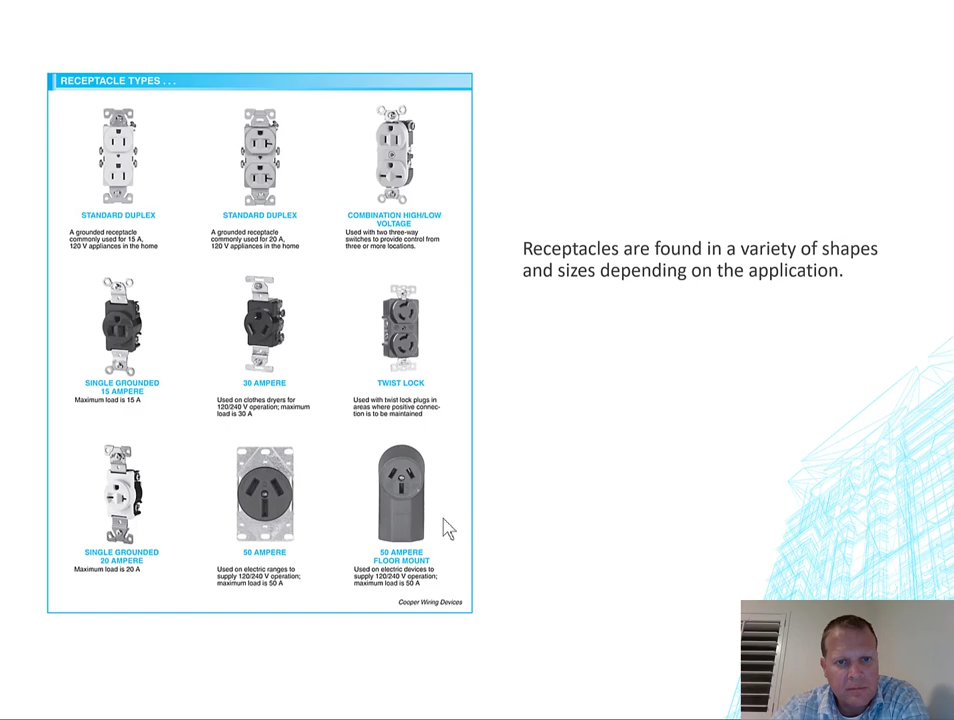 RECEPTACLE TYPES . . .
STANDARD DUPLEX
A grounded receptacle
commonly used for 15 A,
120 V appliances in the home
STANDARD DUPLEX
A grounded receptacle
commonly used for 20 A,
120 V appliances in the home
COMBINATION HIGH/LOW
VOLTAGE
Used with two three-way
switches to provide control from
three or more locations.
SINGLE GROUNDED
15 AMPERE
Maximum load is 15 A
30 AMPERE
Used on clothes dryers for
120/240 V operation; maximum
load is 30 A
TWIST LOCK
Used with twist lock plugs in
areas where positive connec-
tion is to be maintained
SINGLE GROUNDED
20 AMPERE
Maximum load is 20 A
50 AMPERE
Used on electric ranges to
supply 120/240 V operation;
maximum load is 50 A
50 AMPERE
FLOOR MOUNT
Used on electric devices to
supply 120/240 V operation;
maximum load is 50 A
Cooper Wiring Devices
Receptacles are found in a variety of shapes
and sizes depending on the application.